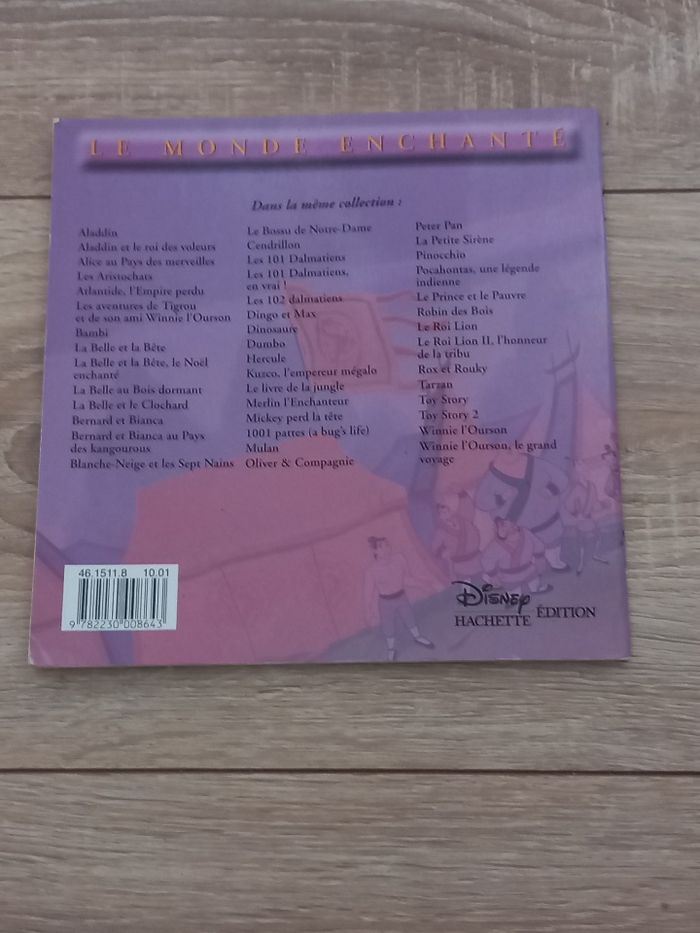 LE MONDE ENCHANTÉ
Dans la même collection :
Aladdin
Aladdin et le roi des voleurs
Alice au Pays des merveilles
Les Aristochats
Atlantide, l'Empire perdu
Les aventures de Tigrou
et de son ami Winnie l'Ourson
Bambi
La Belle et la Bête
La Belle et la Bête, le Noël
enchanté
La Belle au Bois dormant
La Belle et le Clochard
Bernard et Bianca
Bernard et Bianca au Pays
des kangourous
Blanche-Neige et les Sept Nains
Le Bossu de Notre-Dame
Cendrillon
Les 101 Dalmatiens
Les 101 Dalmatiens,
en vrai !
Les 102 dalmatiens
Dingo et Max
Dinosaure
Dumbo
Hercule
Kuzco, l'empereur mégalo
Le livre de la jungle
Merlin l'Enchanteur
Mickey perd la tête
1001 pattes (a bug's life)
Mulan
Oliver & Compagnie
Peter Pan
La Petite Sirène
Pinocchio
Pocahontas, une légende
indienne
Le Prince et le Pauvre
Robin des Bois
Le Roi Lion
Le Roi Lion II, l'honneur
de la tribu
Rox et Rouky
Tarzan
Toy Story
Toy Story 2
Winnie l'Ourson
Winnie l'Ourson, le grand
voyage
46.1511.8 10.01
9 782230 008643
Disney
HACHETTE ÉDITION